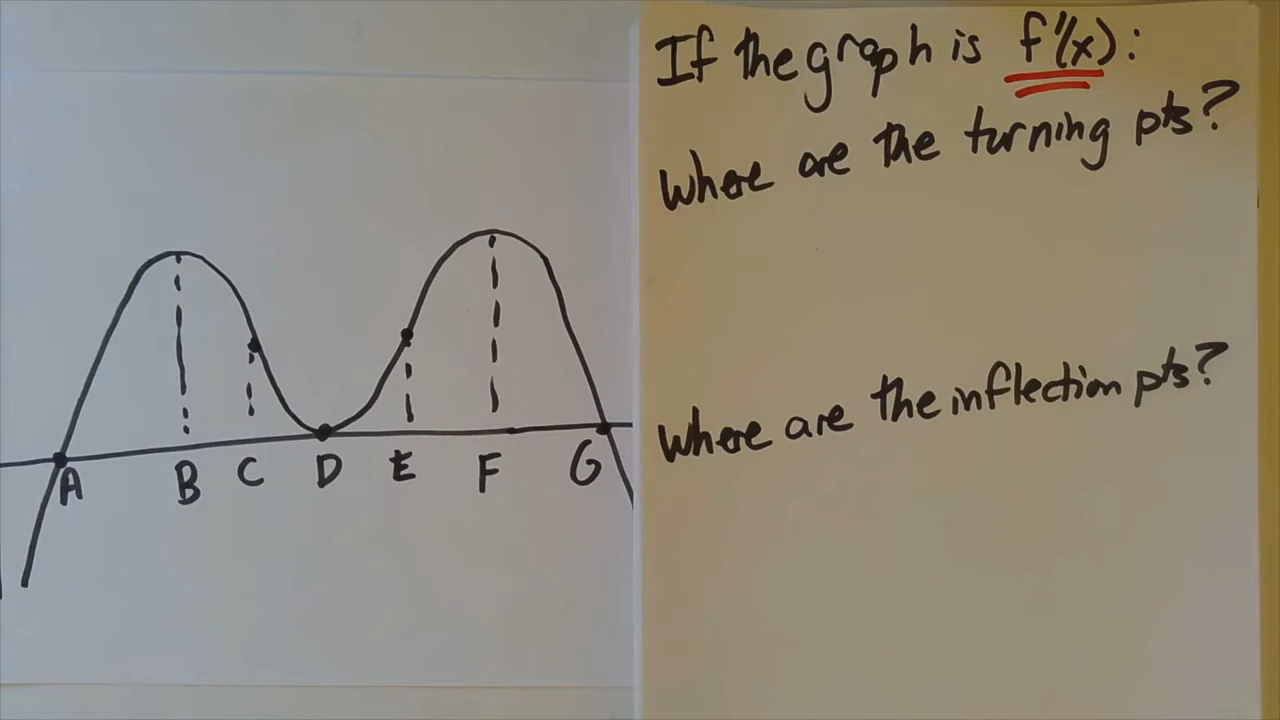 If the graph is f'(x):
Where are the turning pts?
Where are the inflection pts?
A B C D E F G